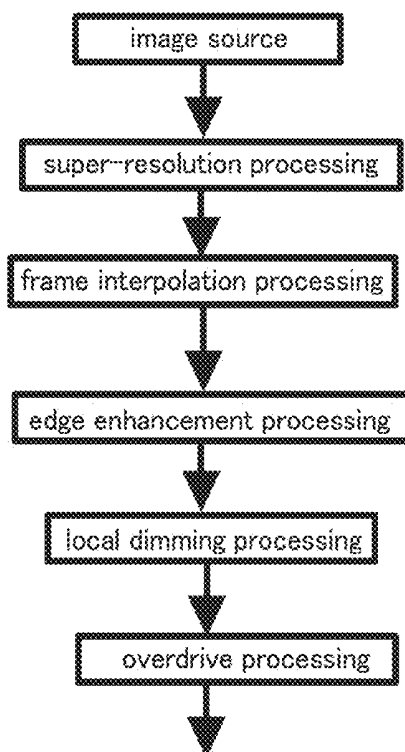 image source
super-resolution processing
frame interpolation processing
edge enhancement processing
local dimming processing
overdrive processing